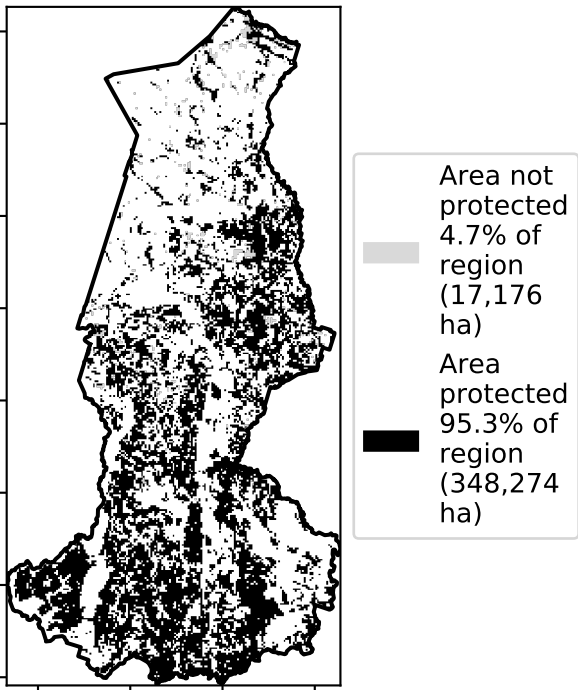 Area not
protected
4.7% of
region
(17,176
ha)
Area
protected
95.3% of
region
(348,274
ha)